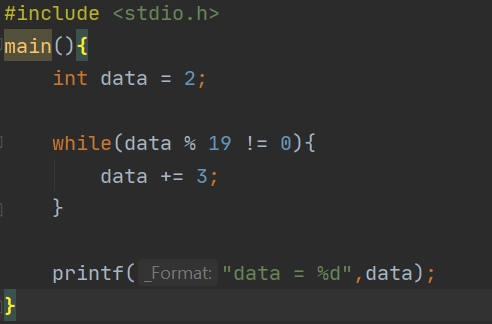 #include <stdio.h>
main(){
    int data = 2;
    while(data % 19 != 0){
        data += 3;
    }
    printf( _Format: "data = %d",data);
}